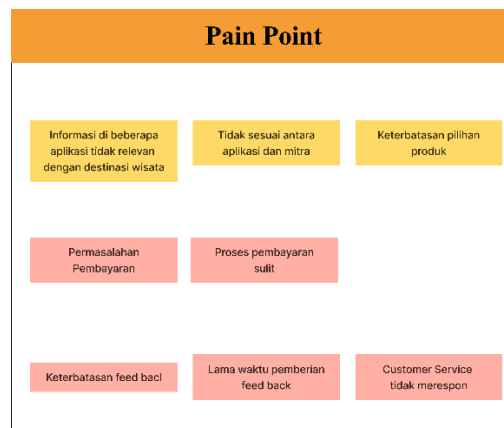 Pain Point
Informasi di beberapa
aplikasi tidak relevan
dengan destinasi wisata
Tidak sesuai antara
aplikasi dan mitra
Keterbatasan pilihan
produk
Permasalahan
Pembayaran
Proses pembayaran
sulit
Keterbatasan feed bacl
Lama waktu pemberian
feed back
Customer Service
tidak merespon